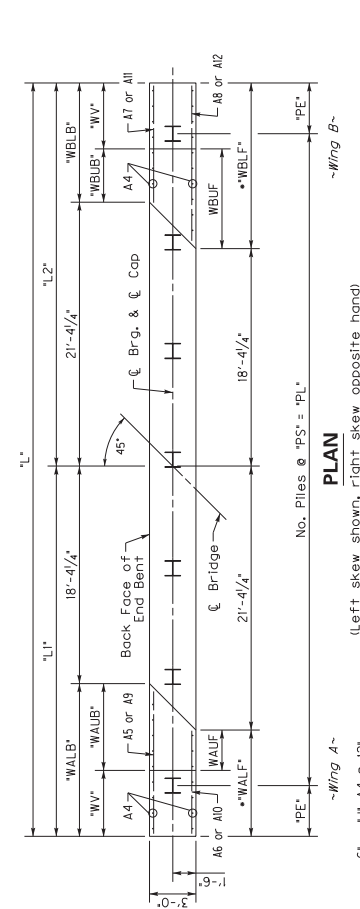 "L"
"L1" "L2"
"WALB" 18'-4¼" 21'-4¼" "WBLB"
"WV" "WAUB" "WBUB" "WV"
A4 A5 or A9
Back Face of
End Bent
45°
℄ Brg. & ℄ Cap
A4
A7 or A11
A8 or A12
3'-0"
1'-6"
A6 or A10
WAUF
℄ Bridge
WBUF
*"WALF" 21'-4¼" 18'-4¼" *"WBLF"
"PE" No. Piles @ "PS" = "PL" "PE"
~Wing A~ ~Wing B~
PLAN
(Left skew shown, right skew opposite hand)